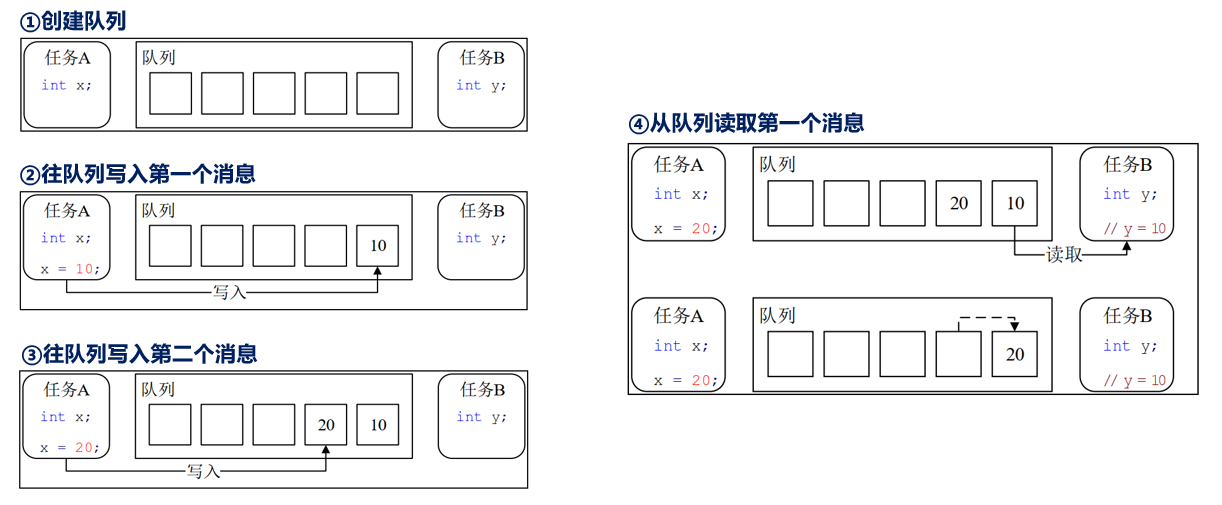 ①创建队列
任务A
int x;
队列
任务B
int y;
②往队列写入第一个消息
任务A
int x;
x = 10;
队列
10
任务B
int y;
写入
③往队列写入第二个消息
任务A
int x;
x = 20;
队列
20 10
任务B
int y;
写入
④从队列读取第一个消息
任务A
int x;
x = 20;
队列
20 10
任务B
int y;
// y = 10
读取
任务A
int x;
x = 20;
队列
20
任务B
int y;
// y = 10